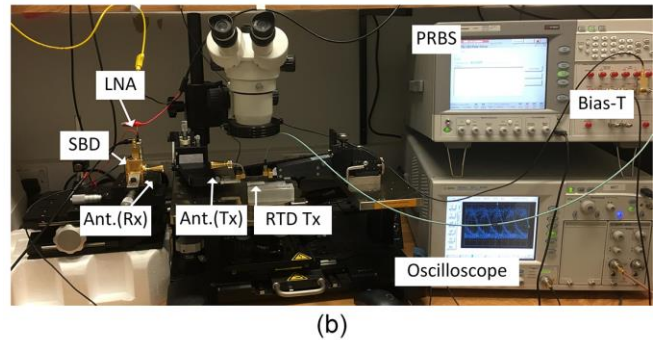 PRBS
LNA
Bias-T
SBD
Ant.(Rx)
Ant.(Tx)
RTD Tx
Oscilloscope
(b)